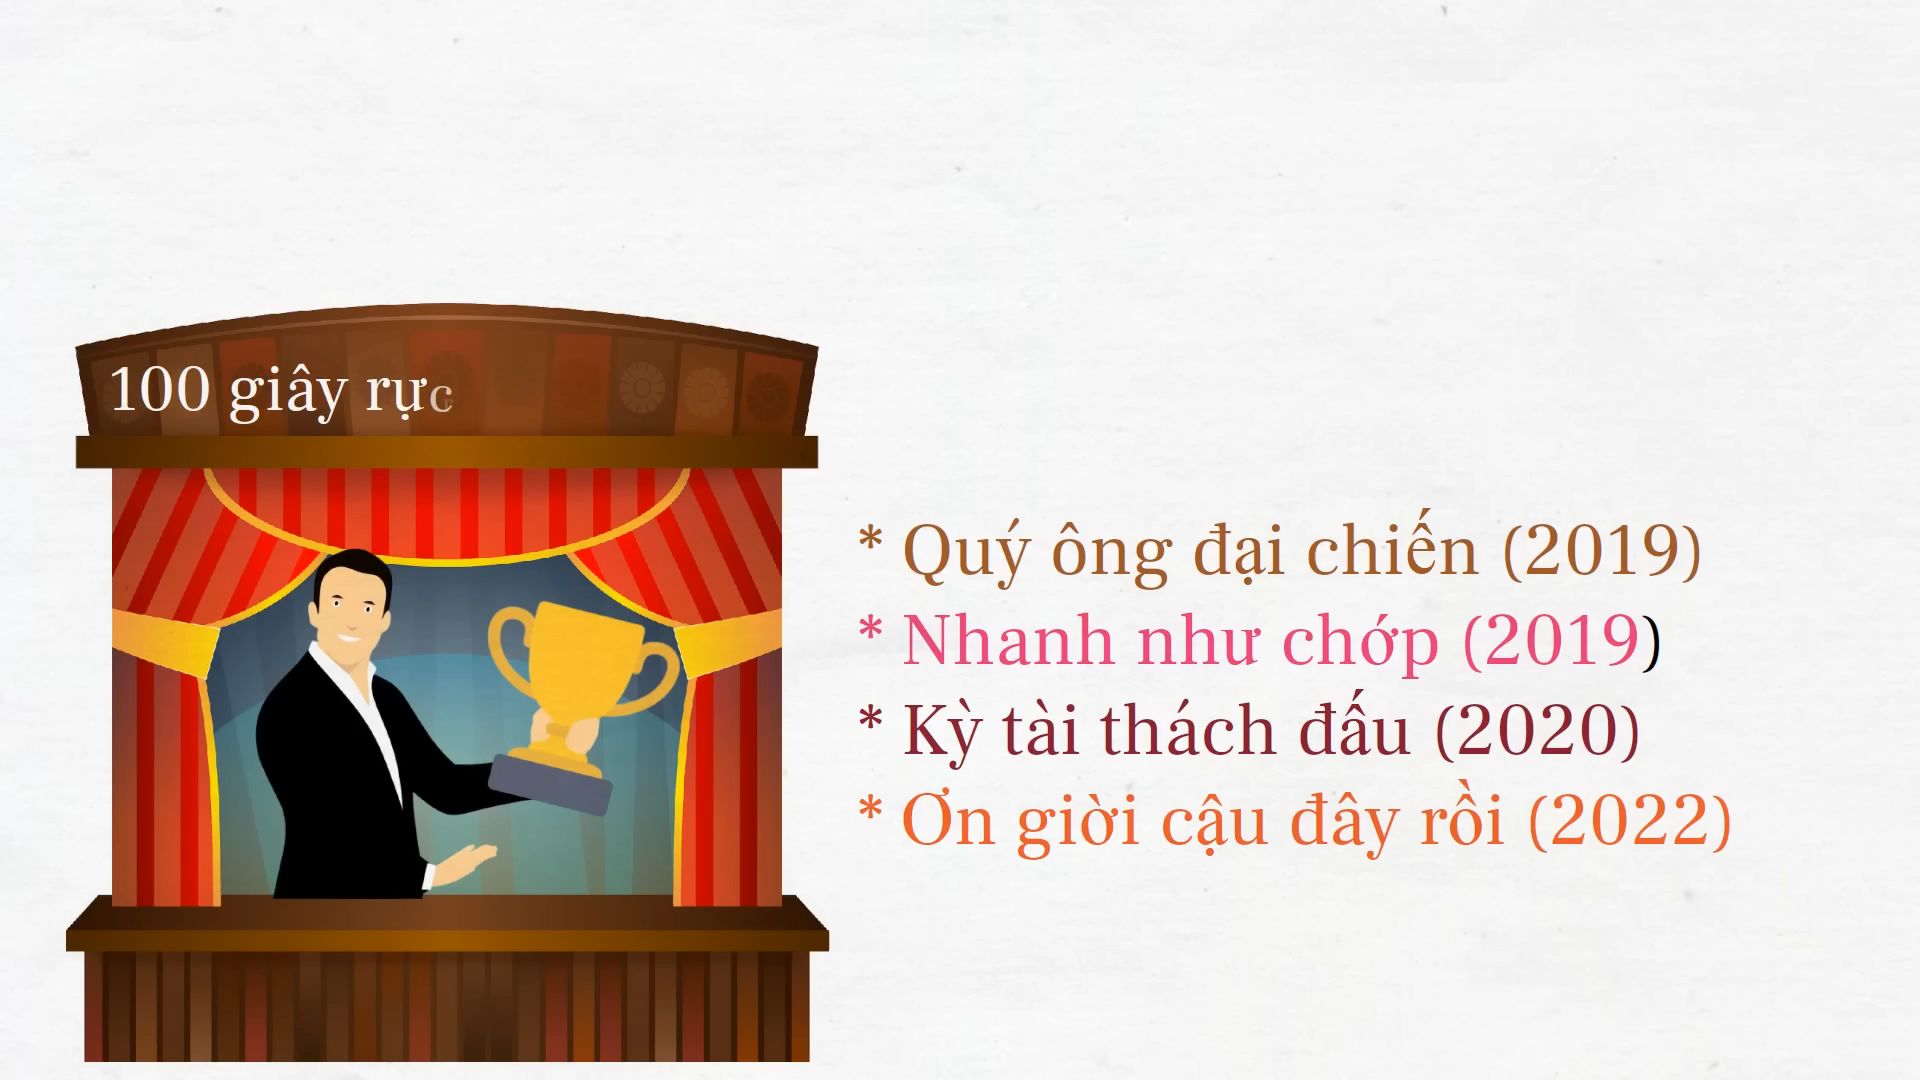 100 giây rực
* Quý ông đại chiến (2019)
* Nhanh như chớp (2019)
* Kỳ tài thách đấu (2020)
* Ơn giời cậu đây rồi (2022)